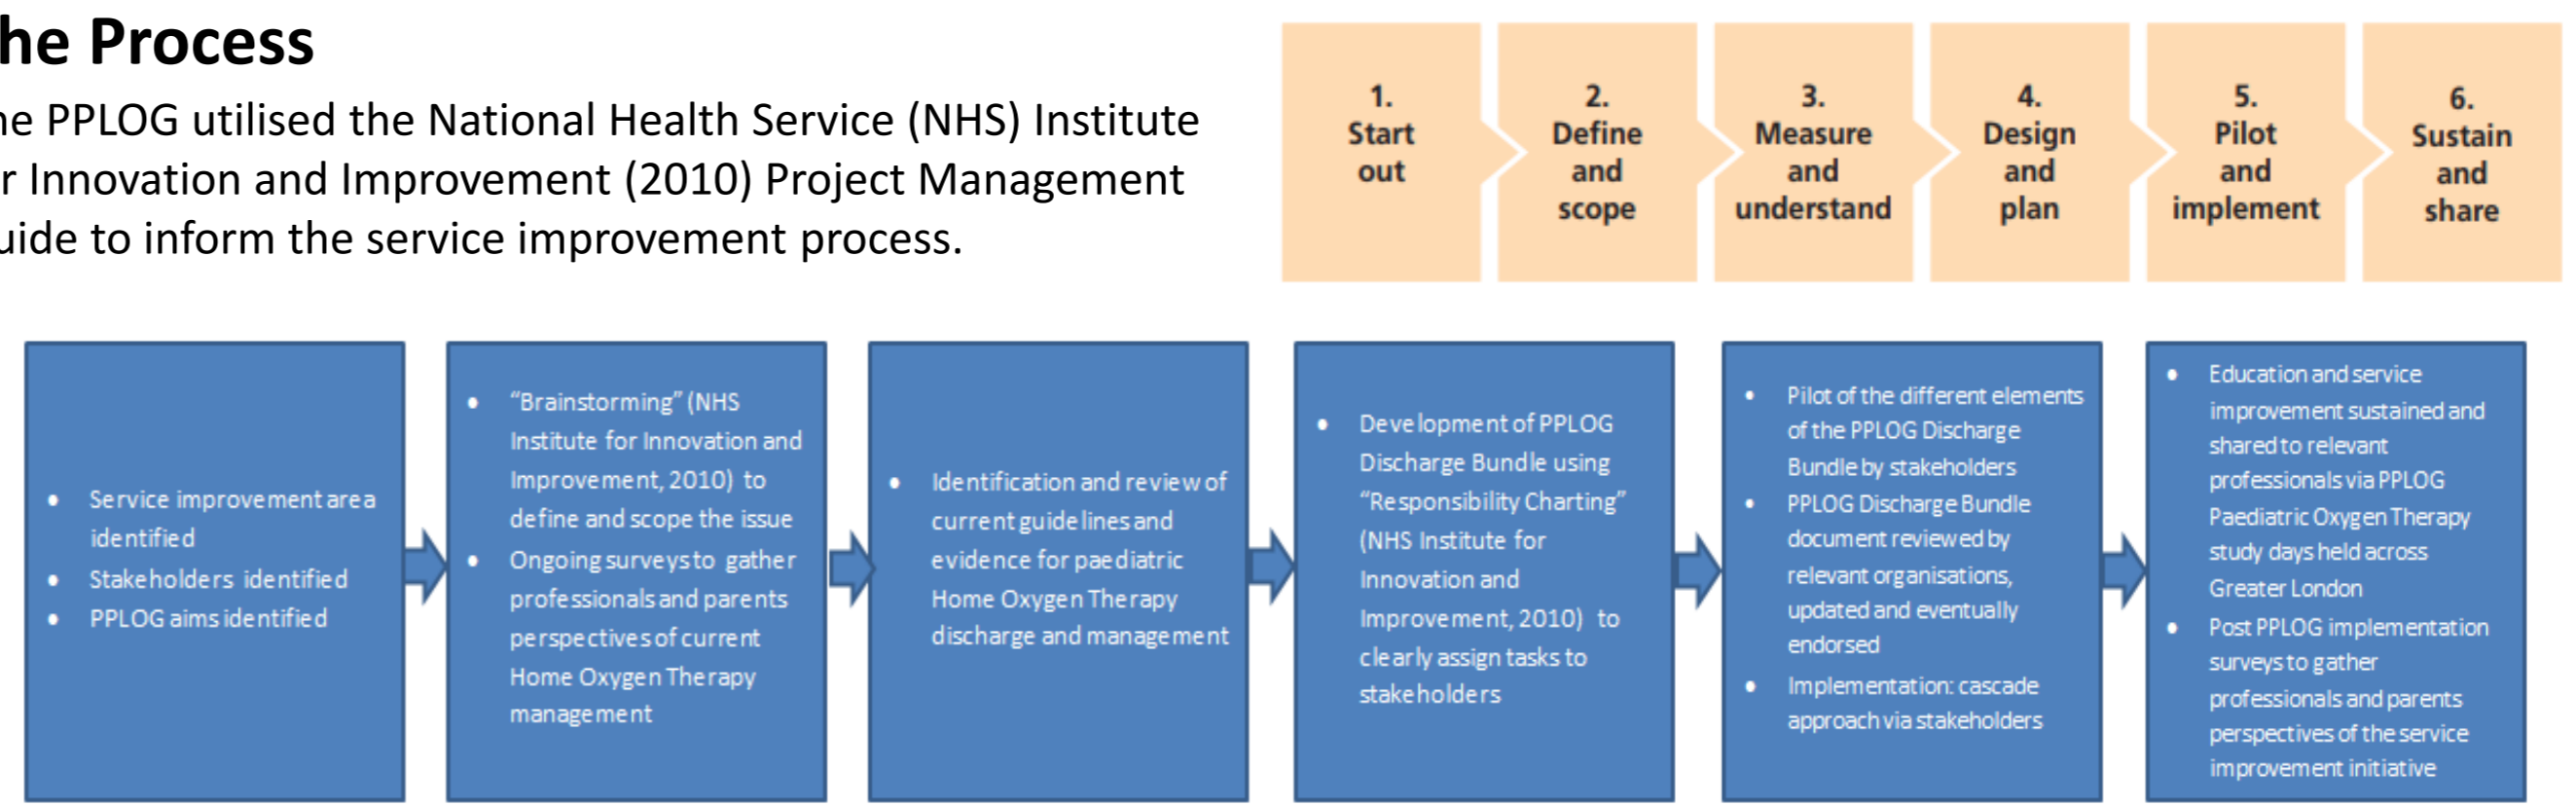 he Process
ne PPLOG utilised the National Health Service (NHS) Institute
r Innovation and Improvement (2010) Project Management
uide to inform the service improvement process.
1.
Start
out
2.
Define
and
scope
3.
Measure
and
understand
4.
Design
and
plan
5.
Pilot
and
implement
6.
Sustain
and
share
• Service improvement area
identified
• Stakeholders identified
• PPLOG aims identified
• “Brainstorming” (NHS
Institute for Innovation and
Improvement, 2010) to
define and scope the issue
• Ongoing surveys to gather
professionals and parents
perspectives of current
Home Oxygen Therapy
management
• Identification and review of
current guidelines and
evidence for paediatric
Home Oxygen Therapy
discharge and management
• Development of PPLOG
Discharge Bundle using
“Responsibility Charting”
(NHS Institute for
Innovation and
Improvement, 2010) to
clearly assign tasks to
stakeholders
• Pilot of the different elements
of the PPLOG Discharge
Bundle by stakeholders
• PPLOG Discharge Bundle
document reviewed by
relevant organisations,
updated and eventually
endorsed
• Implementation: cascade
approach via stakeholders
• Education and service
improvement sustained and
shared to relevant
professionals via PPLOG
Paediatric Oxygen Therapy
study days held across
Greater London
• Post PPLOG implementation
surveys to gather
professionals and parents
perspectives of the service
improvement initiative